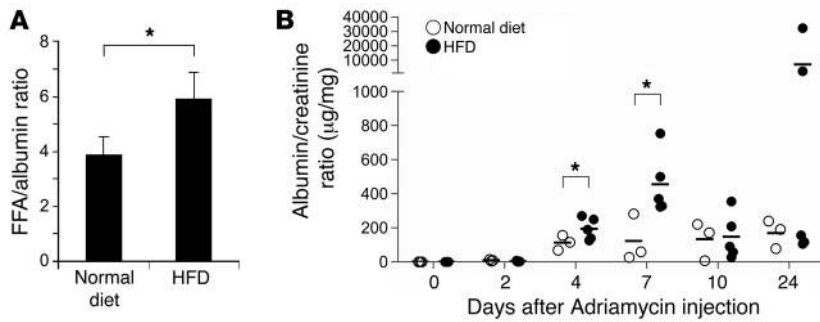 A
FFA/albumin ratio
8
6
4
2
0
*
Normal
diet
HFD
B
Albumin/creatinine
ratio (μg/mg)
40000
30000
20000
10000
1000
800
600
400
200
0
Normal diet
HFD
*
*
0
2
4
7
10
24
Days after Adriamycin injection